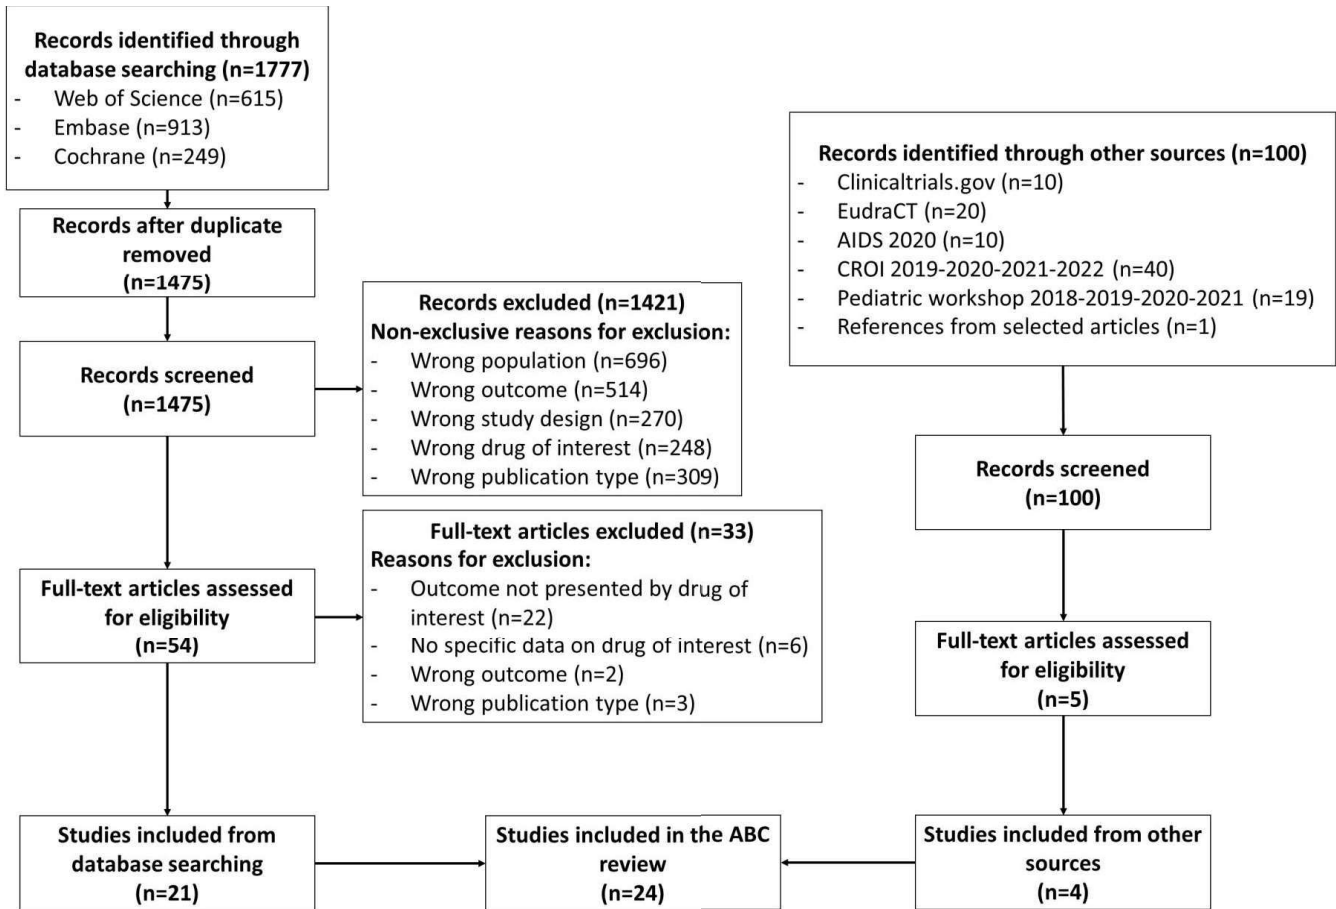 Records identified through
database searching (n=1777)
- Web of Science (n=615)
- Embase (n=913)
- Cochrane (n=249)
Records after duplicate
removed
(n=1475)
Records screened
(n=1475)
Records excluded (n=1421)
Non-exclusive reasons for exclusion:
- Wrong population (n=696)
- Wrong outcome (n=514)
- Wrong study design (n=270)
- Wrong drug of interest (n=248)
- Wrong publication type (n=309)
Full-text articles assessed
for eligibility
(n=54)
Full-text articles excluded (n=33)
Reasons for exclusion:
- Outcome not presented by drug of
interest (n=22)
- No specific data on drug of interest (n=6)
- Wrong outcome (n=2)
- Wrong publication type (n=3)
Studies included from
database searching
(n=21)
Records identified through other sources (n=100)
- Clinicaltrials.gov (n=10)
- EudraCT (n=20)
- AIDS 2020 (n=10)
- CROI 2019-2020-2021-2022 (n=40)
- Pediatric workshop 2018-2019-2020-2021 (n=19)
- References from selected articles (n=1)
Records screened
(n=100)
Full-text articles assessed
for eligibility
(n=5)
Studies included from other
sources
(n=4)
Studies included in the ABC
review
(n=24)